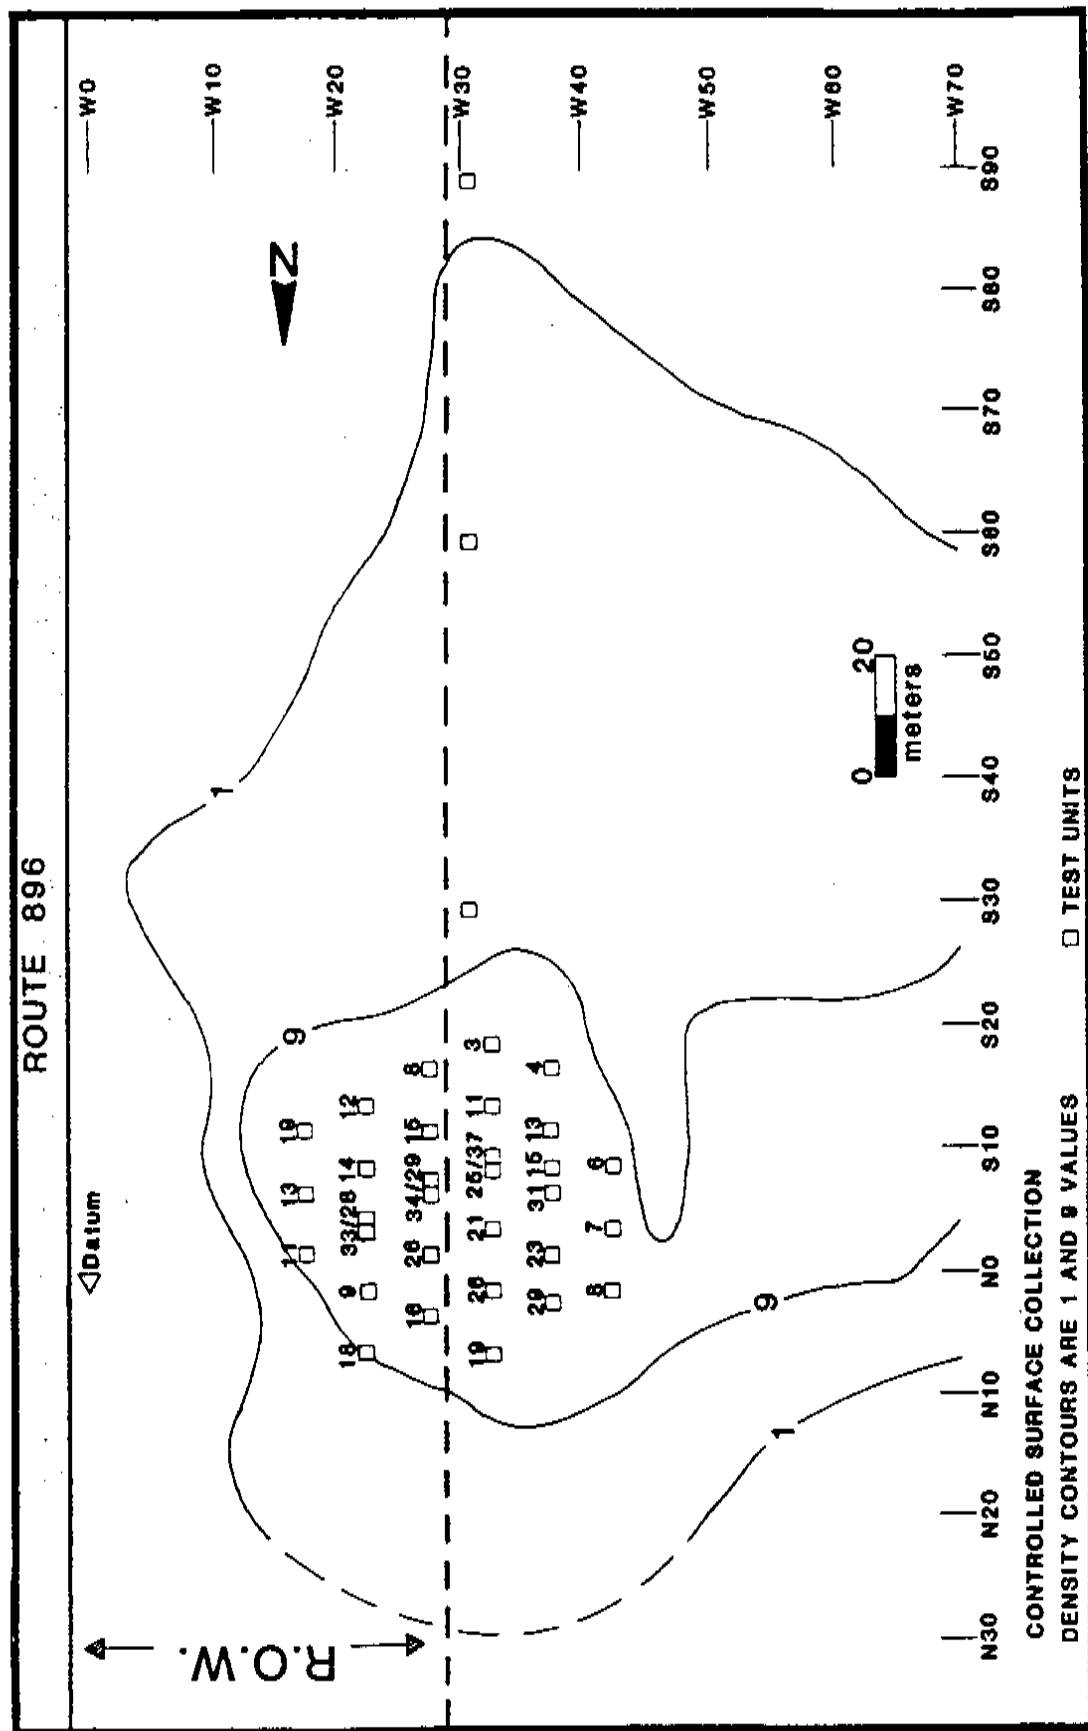 ROUTE 896
W0
W10
W20
W30
W40
W50
W60
W70
N
Datum
R.O.W.
1
9
11
13
19
18
9
33/28
14
12
16
26
34/29
15
8
19
26
21
25/37
11
3
29
23
31
15
13
4
8
7
6
9
1
0 20
meters
N30
N20
N10
N0
S10
S20
S30
S40
S50
S60
S70
S80
S90
CONTROLLED SURFACE COLLECTION
DENSITY CONTOURS ARE 1 AND 9 VALUES
TEST UNITS